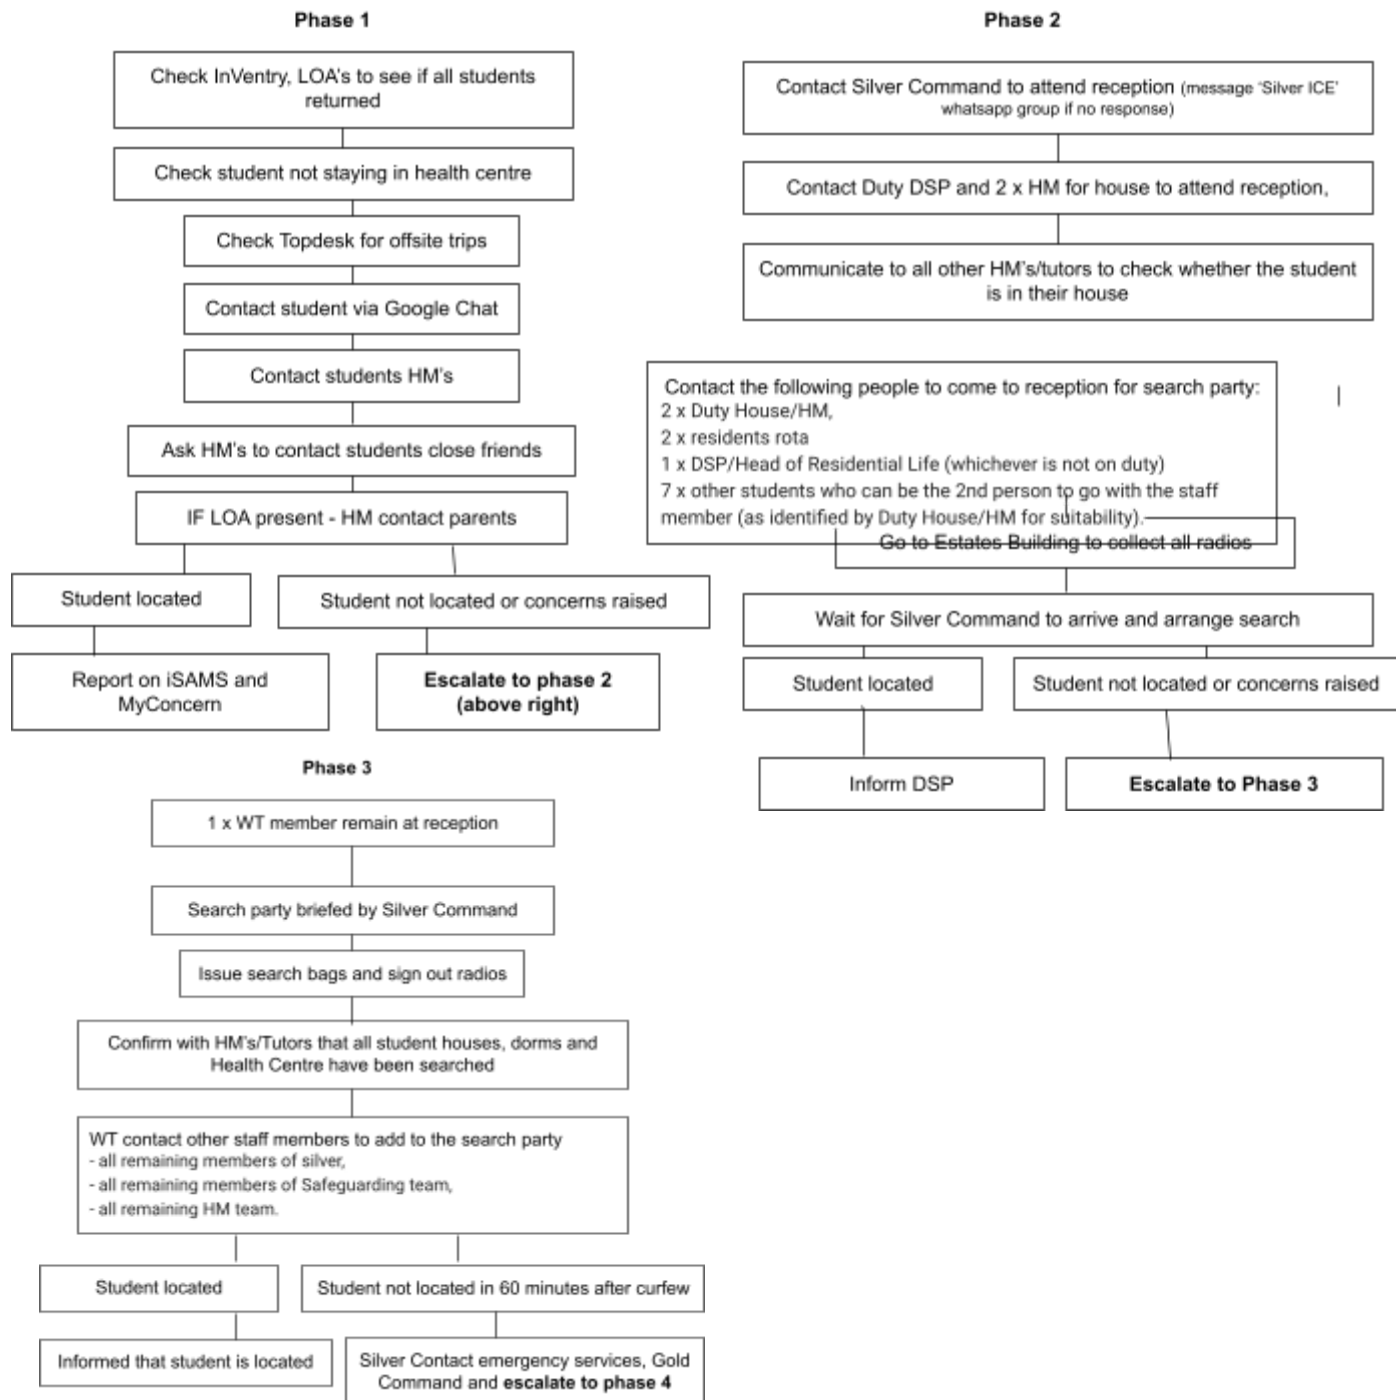 Phase 1
Check InVentry, LOA's to see if all students
returned
Check student not staying in health centre
Check Topdesk for offsite trips
Contact student via Google Chat
Contact students HM's
Ask HM's to contact students close friends
IF LOA present - HM contact parents
Student located
Student not located or concerns raised
Report on iSAMS and
MyConcern
Escalate to phase 2
(above right)
Phase 2
Contact Silver Command to attend reception (message 'Silver ICE'
whatsapp group if no response)
Contact Duty DSP and 2 x HM for house to attend reception,
Communicate to all other HM's/tutors to check whether the student
is in their house
Contact the following people to come to reception for search party:
2 x Duty House/HM,
2 x residents rota
1 x DSP/Head of Residential Life (whichever is not on duty)
7 x other students who can be the 2nd person to go with the staff
member (as identified by Duty House/HM for suitability).
Go to Estates Building to collect all radios
Wait for Silver Command to arrive and arrange search
Student located
Student not located or concerns raised
Inform DSP
Escalate to Phase 3
Phase 3
1 x WT member remain at reception
Search party briefed by Silver Command
Issue search bags and sign out radios
Confirm with HM's/Tutors that all student houses, dorms and
Health Centre have been searched
WT contact other staff members to add to the search party
- all remaining members of silver,
- all remaining members of Safeguarding team,
- all remaining HM team.
Student located
Student not located in 60 minutes after curfew
Informed that student is located
Silver Contact emergency services, Gold
Command and escalate to phase 4